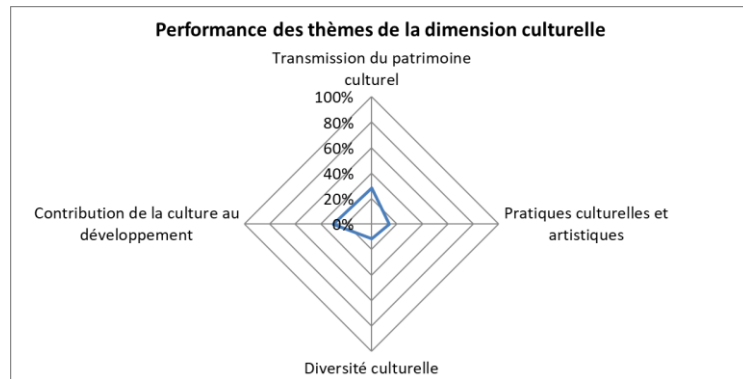 Performance des thèmes de la dimension culturelle
Transmission du patrimoine
culturel
100%
80%
60%
40%
20%
0%
Contribution de la culture au
développement
Pratiques culturelles et
artistiques
Diversité culturelle